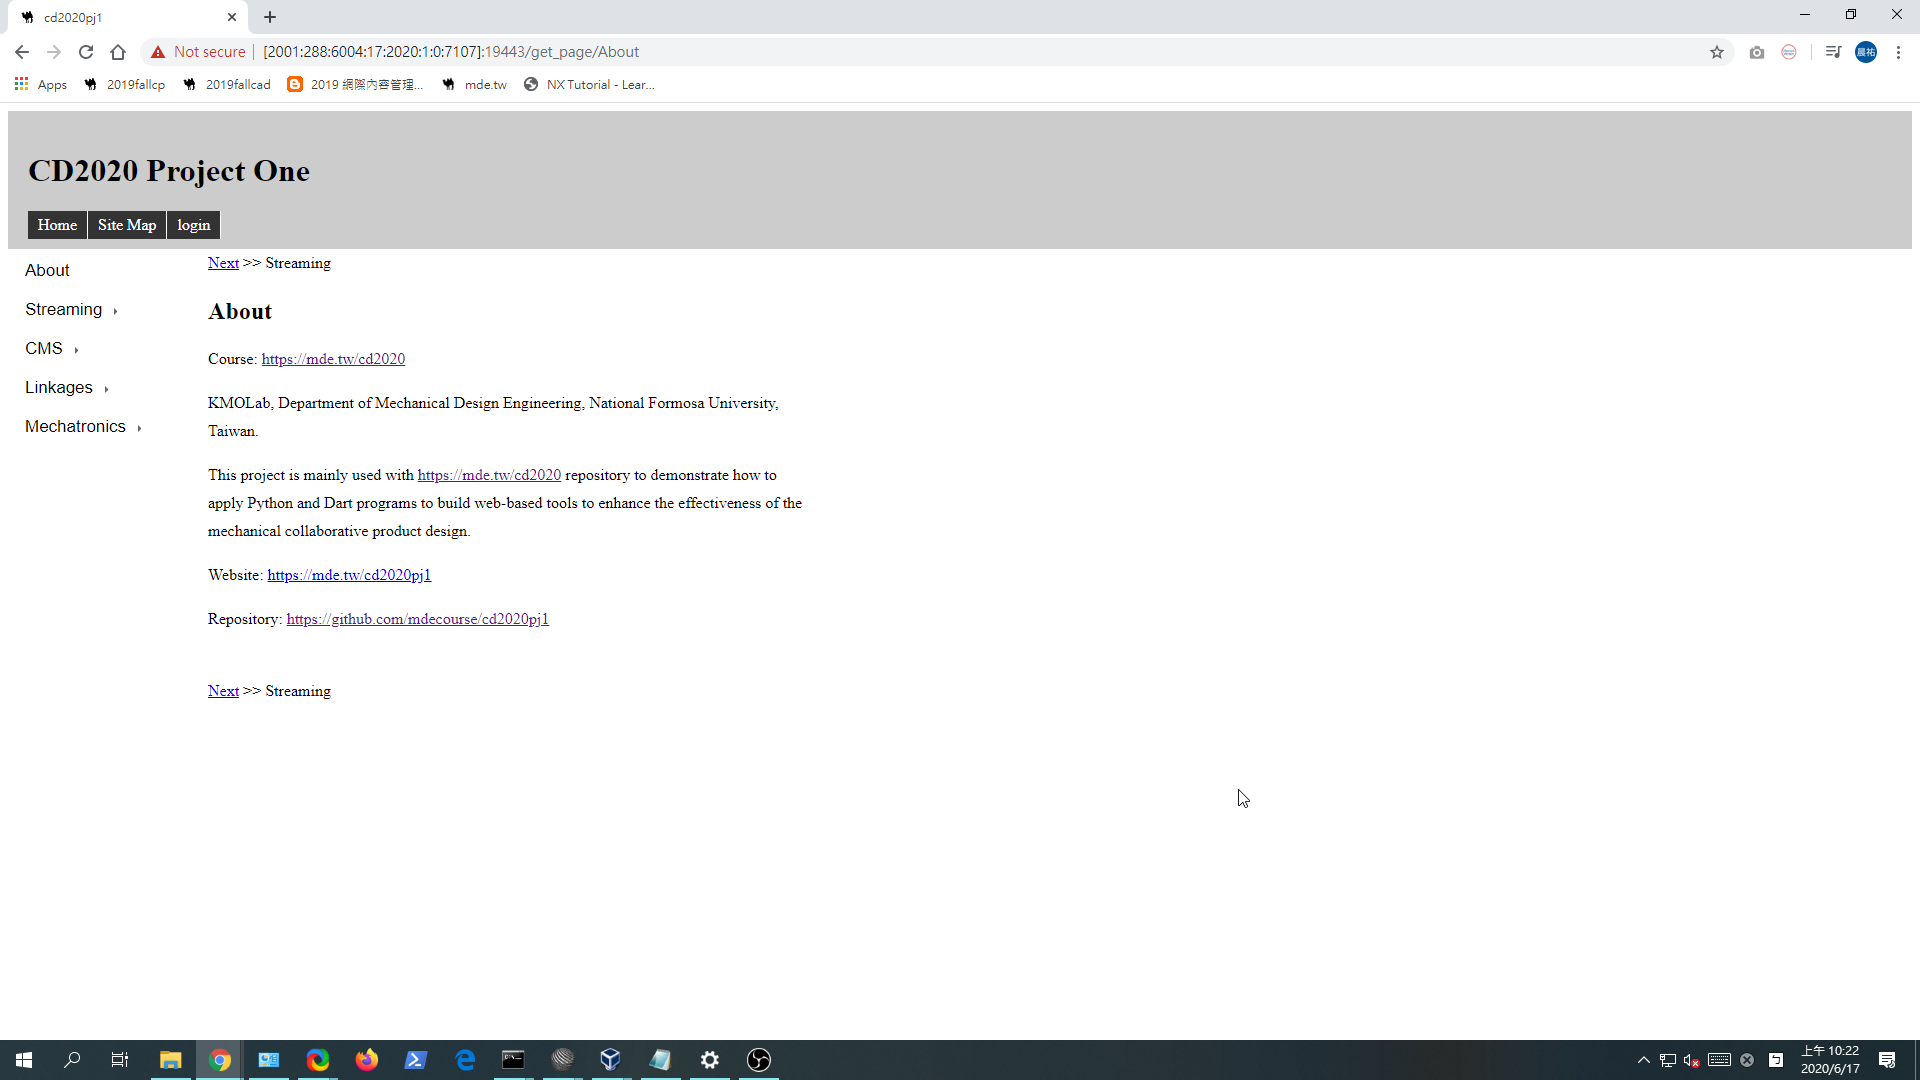 cd2020pj1
Not secure | [2001:288:6004:17:2020:1:0:7107]:19443/get_page/About
晨祐
Apps 2019fallcp 2019fallcad 2019 網際內容管理... mde.tw NX Tutorial - Lear...
CD2020 Project One
Home Site Map login
About
Streaming
CMS
Linkages
Mechatronics
Next >> Streaming
About
Course: https://mde.tw/cd2020
KMOLab, Department of Mechanical Design Engineering, National Formosa University,
Taiwan.
This project is mainly used with https://mde.tw/cd2020 repository to demonstrate how to
apply Python and Dart programs to build web-based tools to enhance the effectiveness of the
mechanical collaborative product design.
Website: https://mde.tw/cd2020pj1
Repository: https://github.com/mdecourse/cd2020pj1
Next >> Streaming
上午 10:22
2020/6/17